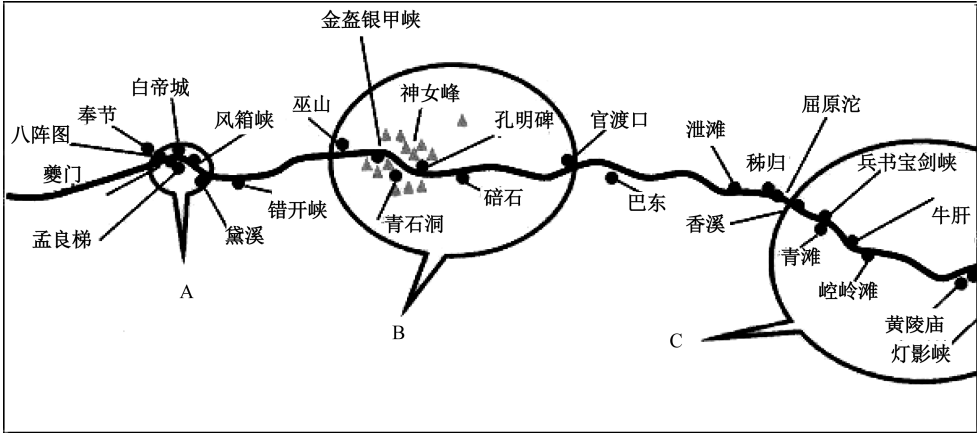 金盔银甲峡
白帝城
神女峰
屈原沱
奉节
风箱峡
巫山
孔明碑
官渡口
泄滩
八阵图
秭归
兵书宝剑峡
夔门
错开峡
碚石
巴东
牛肝
孟良梯
黛溪
青石洞
香溪
青滩
崆岭滩
A
B
C
黄陵庙
灯影峡